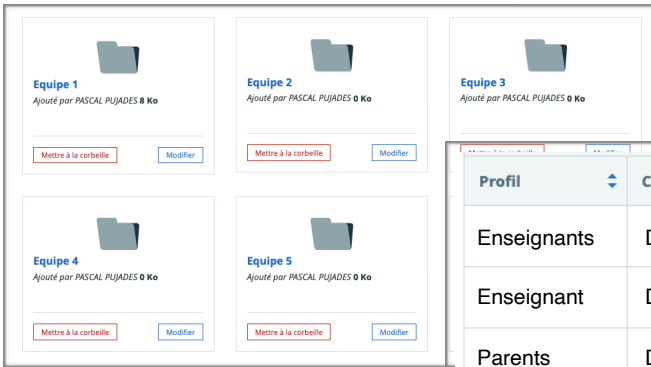 Equipe 1
Ajouté par PASCAL PUJADES 8 Ko
Mettre à la corbeille
Modifier
Equipe 2
Ajouté par PASCAL PUJADES 0 Ko
Mettre à la corbeille
Modifier
Equipe 3
Ajouté par PASCAL PUJADES 0 Ko
Equipe 4
Ajouté par PASCAL PUJADES 0 Ko
Mettre à la corbeille
Modifier
Equipe 5
Ajouté par PASCAL PUJADES 0 Ko
Mettre à la corbeille
Modifier
Profil C
Enseignants D
Enseignant D
Parents D